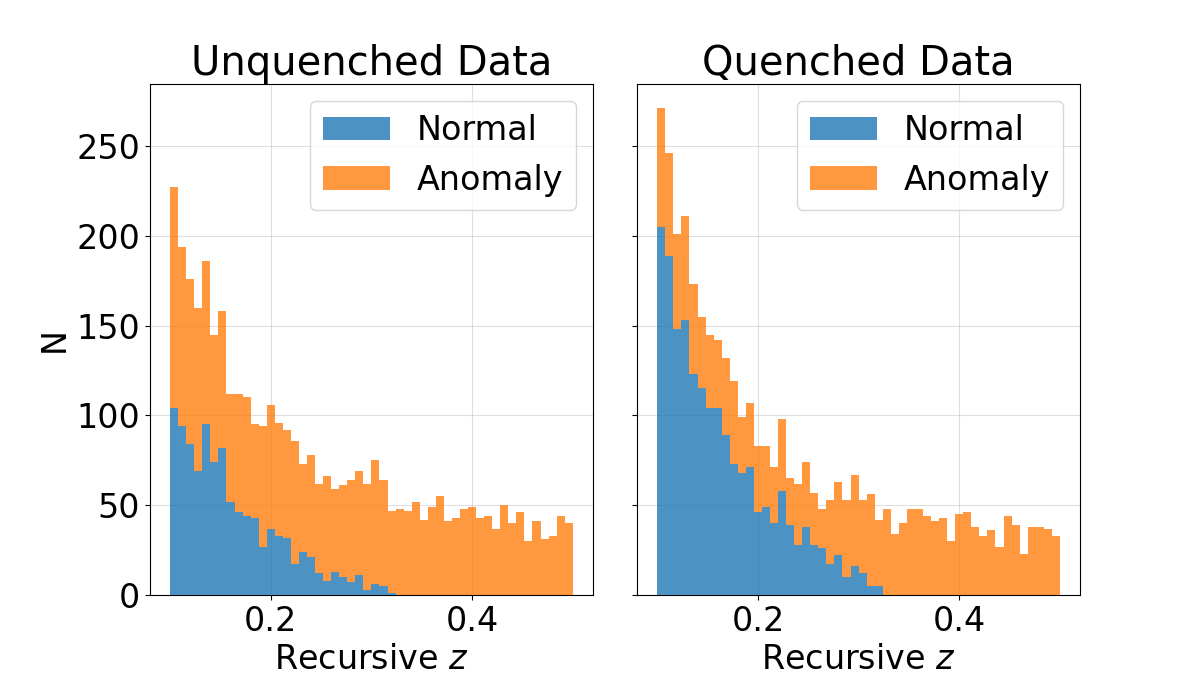 Unquenched Data
Quenched Data
Normal
Anomaly
Normal
Anomaly
N
250
200
150
100
50
0
0.2
0.4
0.2
0.4
Recursive z
Recursive z